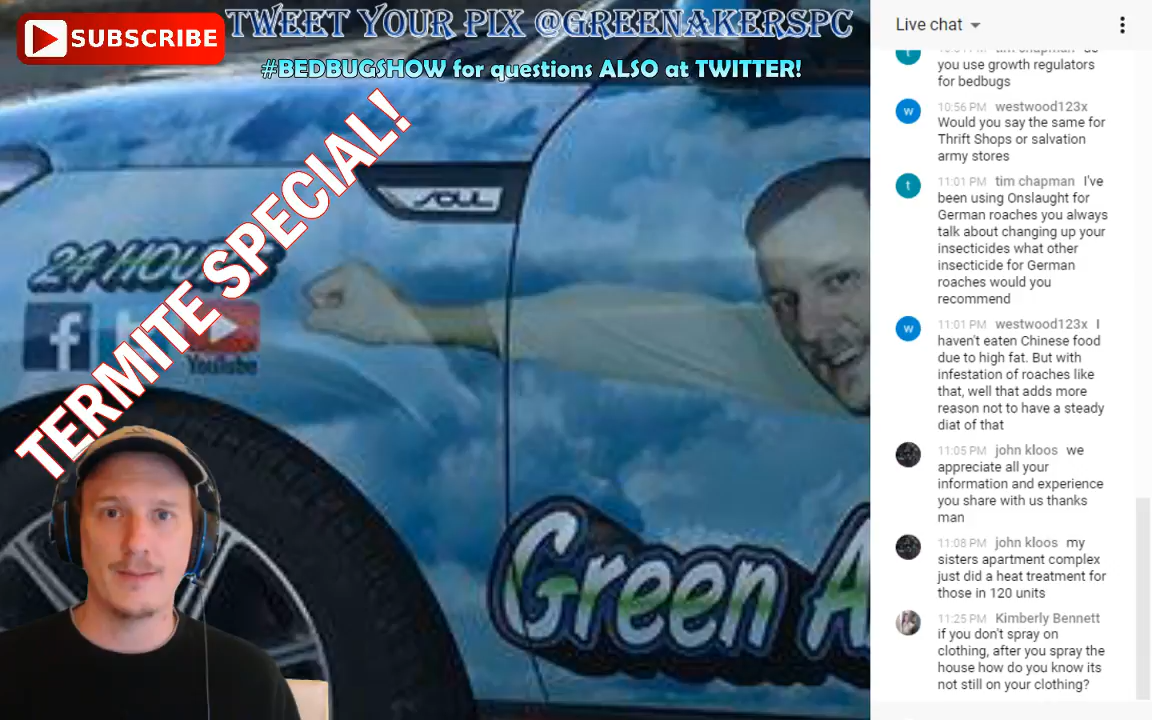 SUBSCRIBE
TWEET YOUR PIX @GREENAKERSPC
#BEDBUGSHOW for questions ALSO at TWITTER!
TERMITE SPECIAL!
SOUL
24 HOURS
f
Youtube
Green A
Live chat
tim chapman do
you use growth regulators
for bedbugs
w
10:56 PM westwood123x
Would you say the same for
Thrift Shops or salvation
army stores
t
11:01 PM tim chapman I've
been using Onslaught for
German roaches you always
talk about changing up your
insecticides what other
insecticide for German
roaches would you
recommend
w
11:01 PM westwood123x I
haven't eaten Chinese food
due to high fat. But with
infestation of roaches like
that, well that adds more
reason not to have a steady
diat of that
11:05 PM john kloos we
appreciate all your
information and experience
you share with us thanks
man
11:08 PM john kloos my
sisters apartment complex
just did a heat treatment for
those in 120 units
11:25 PM Kimberly Bennett
if you don't spray on
clothing, after you spray the
house how do you know its
not still on your clothing?